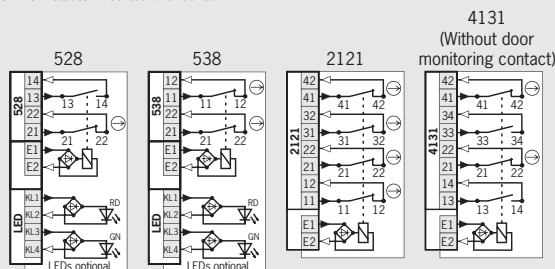 4131
(Without door
monitoring contact)
528
14
13
22
21
E1
E2
528
13 14
21 22
KL1
KL2
KL3
KL4
LED
RD
GN
LEDs optional
538
12
11
22
21
E1
E2
538
11 12
21 22
KL1
KL2
KL3
KL4
LED
RD
GN
LEDs optional
2121
42
41
32
31
22
21
12
11
E1
E2
2121
41 42
31 32
21 22
11 12
42
41
34
33
22
21
14
13
E1
E2
4131
41 42
33 34
21 22
13 14